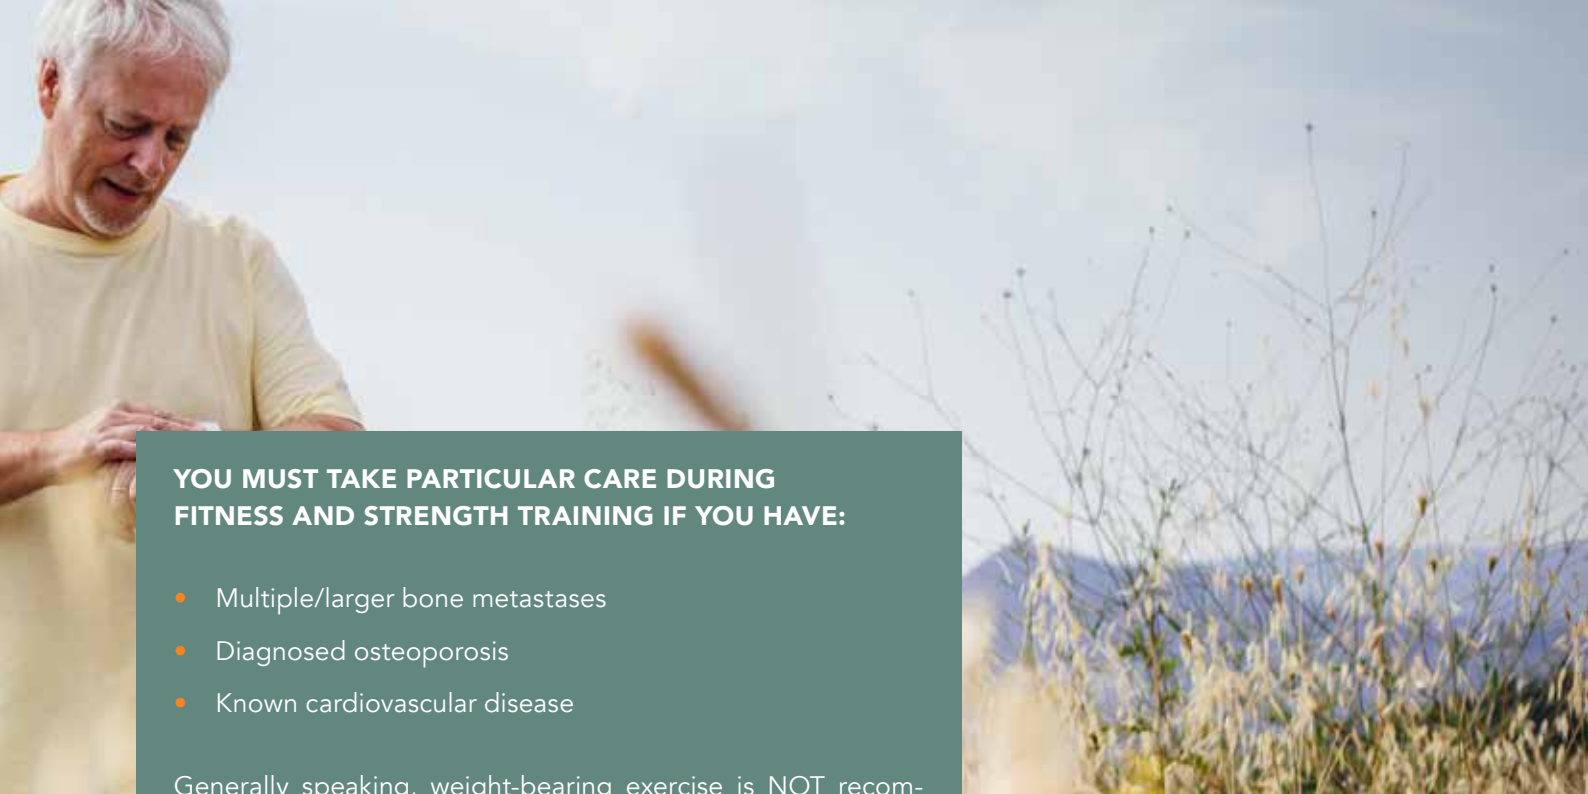 YOU MUST TAKE PARTICULAR CARE DURING
FITNESS AND STRENGTH TRAINING IF YOU HAVE:
• Multiple/larger bone metastases
• Diagnosed osteoporosis
• Known cardiovascular disease
Generally speaking, weight-bearing exercise is NOT recom-